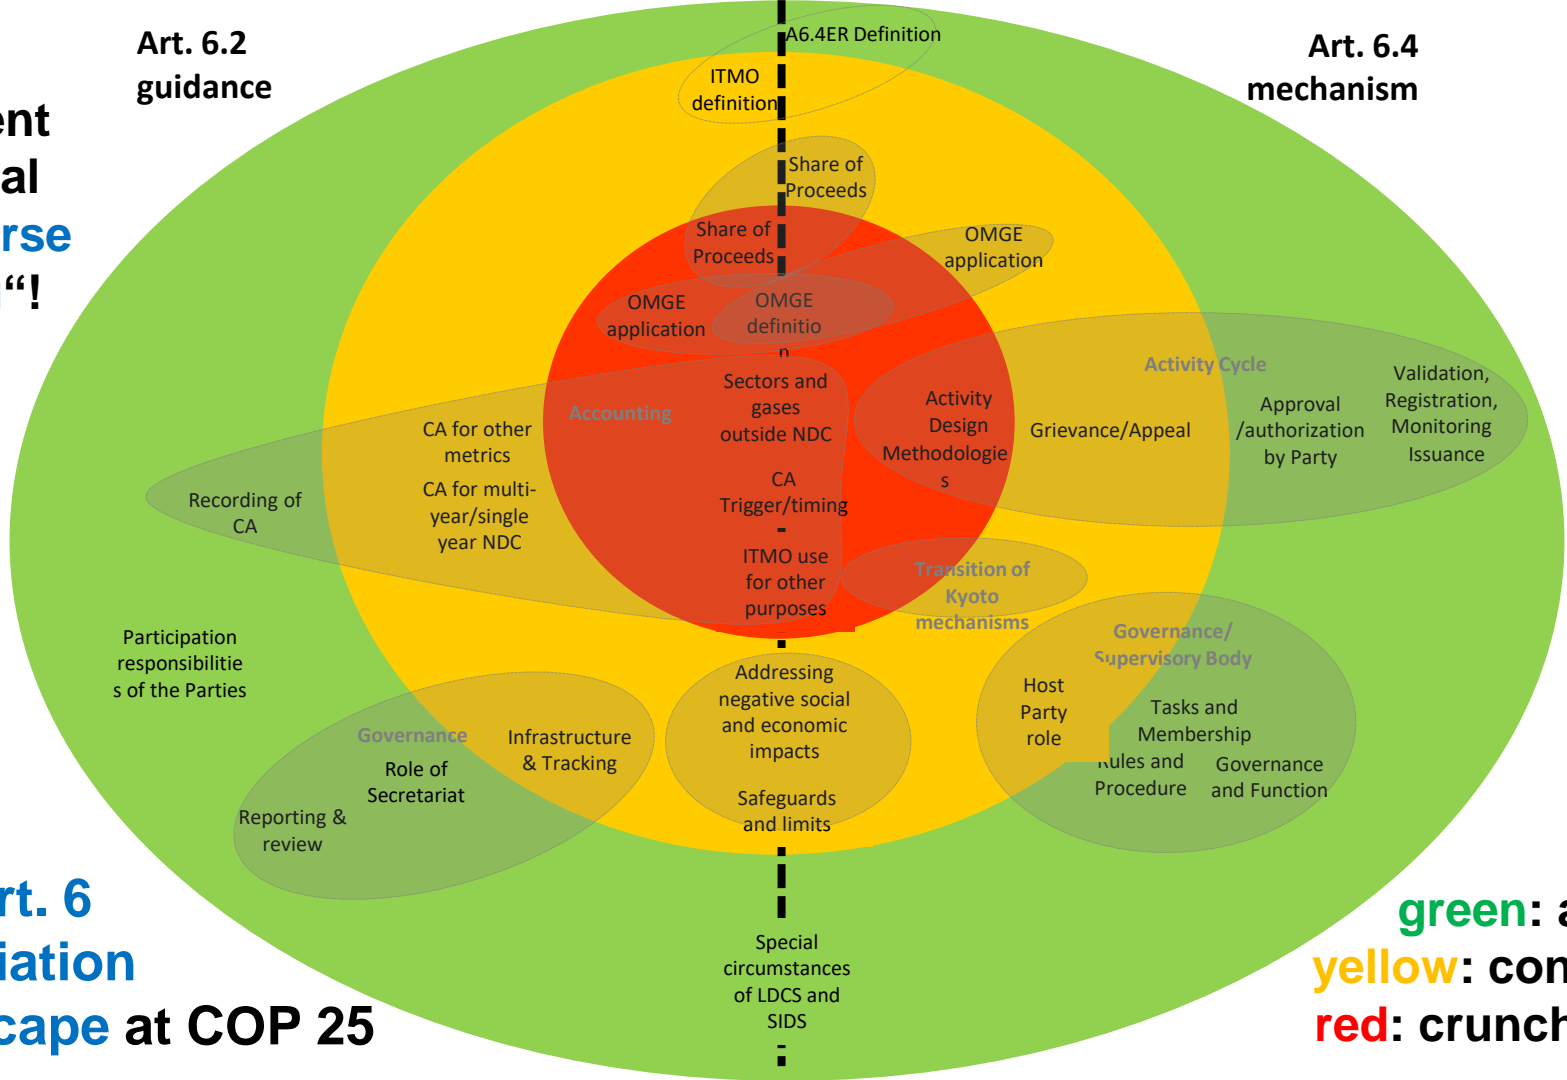 Art. 6.2
guidance
A6.4ER Definition
Art. 6.4
mechanism
ITMO
definition
ent
al
rse
“!
Share of
Proceeds
Share of
Proceeds
OMGE
application
OMGE
application
OMGE
definitio
n
Activity Cycle
Validation,
Registration,
Monitoring
Issuance
Approval
/authorization
by Party
Grievance/Appeal
Activity
Design
Methodologie
s
Sectors and
gases
outside NDC
Accounting
CA for other
metrics
CA for multi-
year/single
year NDC
Recording of
CA
CA
Trigger/timing
ITMO use
for other
purposes
Transition of
Kyoto
mechanisms
Participation
responsibilitie
s of the Parties
Governance/
Supervisory Body
Host
Party
role
Tasks and
Membership
Rules and
Procedure
Governance
and Function
Addressing
negative social
and economic
impacts
Safeguards
and limits
Governance
Infrastructure
& Tracking
Role of
Secretariat
Reporting &
review
Special
circumstances
of LDCS and
SIDS
rt. 6
iation
cape at COP 25
green: a
yellow: con
red: crunch